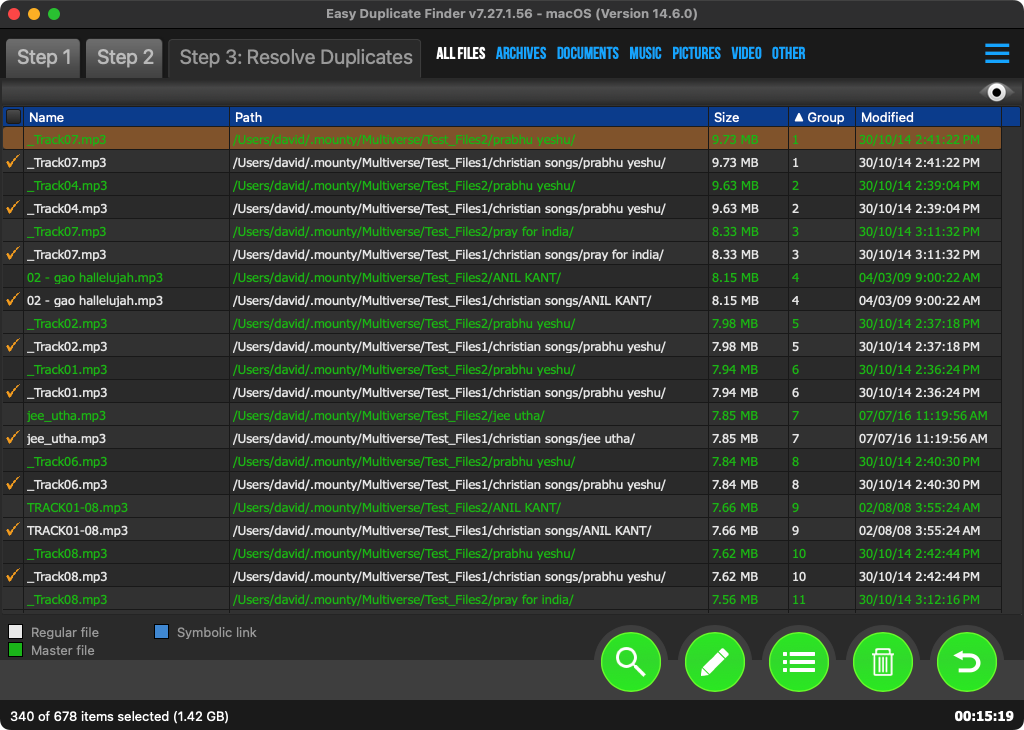 Easy Duplicate Finder v7.27.1.56 - macOS (Version 14.6.0)
Step 1 Step 2 Step 3: Resolve Duplicates ALL FILES ARCHIVES DOCUMENTS MUSIC PICTURES VIDEO OTHER
Name Path Size ▲ Group Modified
_Track07.mp3 /Users/david/.mounty/Multiverse/Test_Files2/prabhu yeshu/ 9.73 MB 1 30/10/14 2:41:22 PM
_Track07.mp3 /Users/david/.mounty/Multiverse/Test_Files1/christian songs/prabhu yeshu/ 9.73 MB 1 30/10/14 2:41:22 PM
_Track04.mp3 /Users/david/.mounty/Multiverse/Test_Files2/prabhu yeshu/ 9.63 MB 2 30/10/14 2:39:04 PM
_Track04.mp3 /Users/david/.mounty/Multiverse/Test_Files1/christian songs/prabhu yeshu/ 9.63 MB 2 30/10/14 2:39:04 PM
_Track07.mp3 /Users/david/.mounty/Multiverse/Test_Files2/pray for india/ 8.33 MB 3 30/10/14 3:11:32 PM
_Track07.mp3 /Users/david/.mounty/Multiverse/Test_Files1/christian songs/pray for india/ 8.33 MB 3 30/10/14 3:11:32 PM
02 - gao hallelujah.mp3 /Users/david/.mounty/Multiverse/Test_Files2/ANIL KANT/ 8.15 MB 4 04/03/09 9:00:22 AM
02 - gao hallelujah.mp3 /Users/david/.mounty/Multiverse/Test_Files1/christian songs/ANIL KANT/ 8.15 MB 4 04/03/09 9:00:22 AM
_Track02.mp3 /Users/david/.mounty/Multiverse/Test_Files2/prabhu yeshu/ 7.98 MB 5 30/10/14 2:37:18 PM
_Track02.mp3 /Users/david/.mounty/Multiverse/Test_Files1/christian songs/prabhu yeshu/ 7.98 MB 5 30/10/14 2:37:18 PM
_Track01.mp3 /Users/david/.mounty/Multiverse/Test_Files2/prabhu yeshu/ 7.94 MB 6 30/10/14 2:36:24 PM
_Track01.mp3 /Users/david/.mounty/Multiverse/Test_Files1/christian songs/prabhu yeshu/ 7.94 MB 6 30/10/14 2:36:24 PM
jee_utha.mp3 /Users/david/.mounty/Multiverse/Test_Files2/jee utha/ 7.85 MB 7 07/07/16 11:19:56 AM
jee_utha.mp3 /Users/david/.mounty/Multiverse/Test_Files1/christian songs/jee utha/ 7.85 MB 7 07/07/16 11:19:56 AM
_Track06.mp3 /Users/david/.mounty/Multiverse/Test_Files2/prabhu yeshu/ 7.84 MB 8 30/10/14 2:40:30 PM
_Track06.mp3 /Users/david/.mounty/Multiverse/Test_Files1/christian songs/prabhu yeshu/ 7.84 MB 8 30/10/14 2:40:30 PM
TRACK01-08.mp3 /Users/david/.mounty/Multiverse/Test_Files2/ANIL KANT/ 7.66 MB 9 02/08/08 3:55:24 AM
TRACK01-08.mp3 /Users/david/.mounty/Multiverse/Test_Files1/christian songs/ANIL KANT/ 7.66 MB 9 02/08/08 3:55:24 AM
_Track08.mp3 /Users/david/.mounty/Multiverse/Test_Files2/prabhu yeshu/ 7.62 MB 10 30/10/14 2:42:44 PM
_Track08.mp3 /Users/david/.mounty/Multiverse/Test_Files1/christian songs/prabhu yeshu/ 7.62 MB 10 30/10/14 2:42:44 PM
_Track08.mp3 /Users/david/.mounty/Multiverse/Test_Files2/pray for india/ 7.56 MB 11 30/10/14 3:12:16 PM
Regular file Symbolic link
Master file
340 of 678 items selected (1.42 GB) 00:15:19